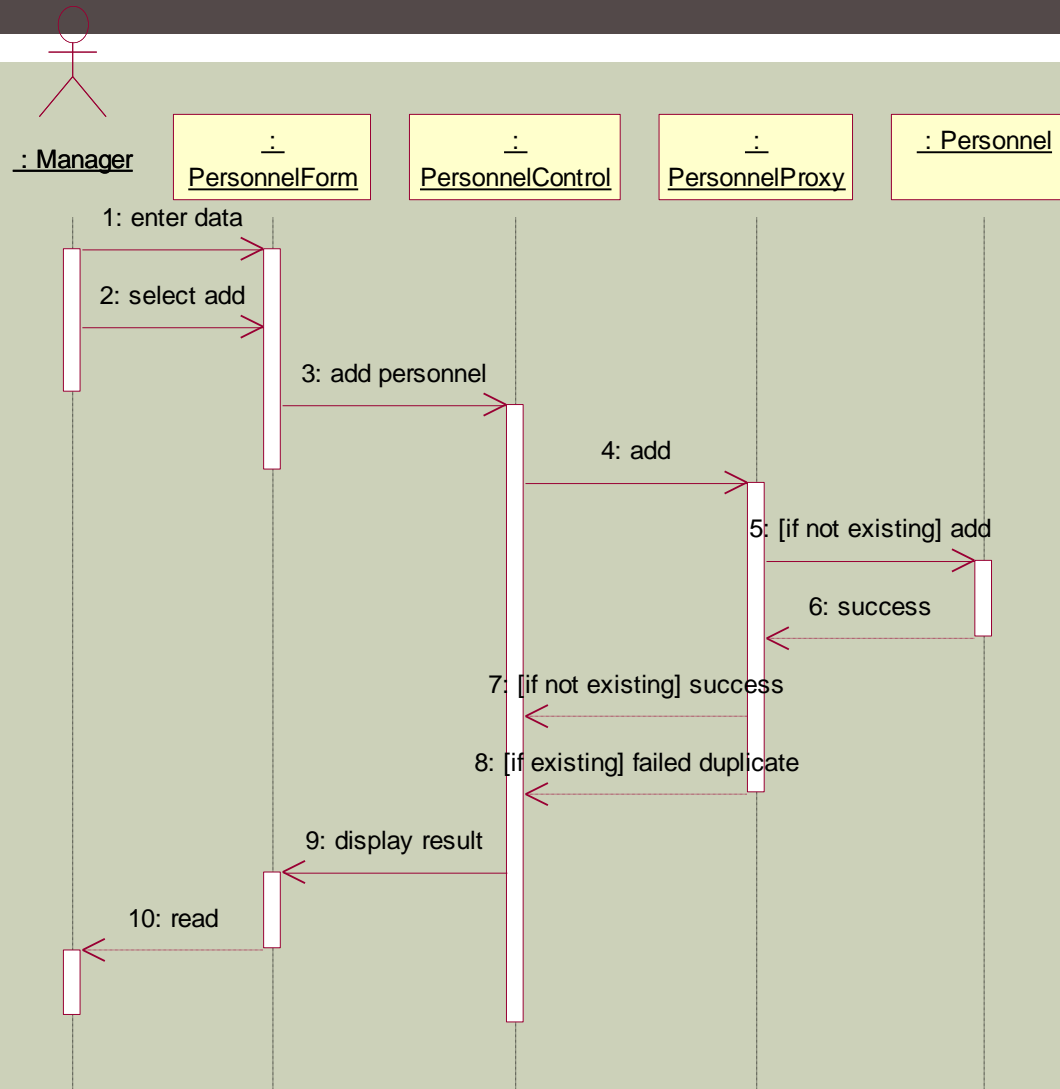 : Manager
:
PersonnelForm
:
PersonnelControl
:
PersonnelProxy
: Personnel
1: enter data
2: select add
3: add personnel
4: add
5: [if not existing] add
6: success
7: [if not existing] success
8: [if existing] failed duplicate
9: display result
10: read